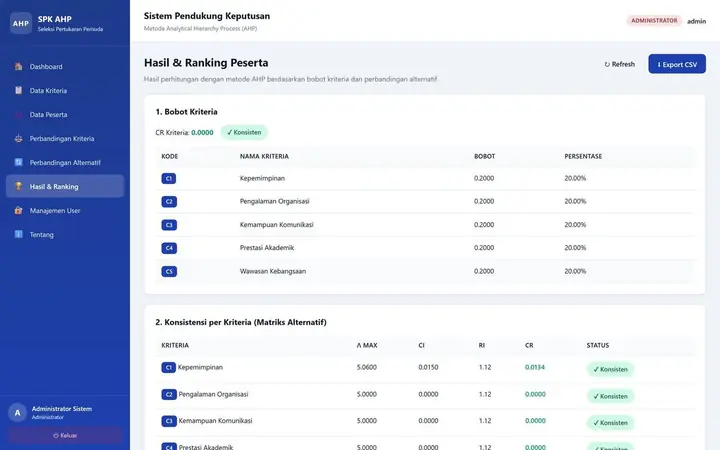 AHP
SPK AHP
Seleksi Pertukaran Pemuda
Dashboard
Data Kriteria
Data Peserta
Perbandingan Kriteria
Perbandingan Alternatif
Hasil & Ranking
Manajemen User
Tentang
A
Administrator Sistem
Administrator
Keluar
Sistem Pendukung Keputusan
Metode Analytical Hierarchy Process (AHP)
ADMINISTRATOR admin
Hasil & Ranking Peserta
Hasil perhitungan dengan metode AHP berdasarkan bobot kriteria dan perbandingan alternatif
↻ Refresh
⬇ Export CSV
1. Bobot Kriteria
CR Kriteria: 0.0000 ✓ Konsisten
KODE NAMA KRITERIA BOBOT PERSENTASE
C1 Kepemimpinan 0.2000 20.00%
C2 Pengalaman Organisasi 0.2000 20.00%
C3 Kemampuan Komunikasi 0.2000 20.00%
C4 Prestasi Akademik 0.2000 20.00%
C5 Wawasan Kebangsaan 0.2000 20.00%
2. Konsistensi per Kriteria (Matriks Alternatif)
KRITERIA Λ MAX CI RI CR STATUS
C1 Kepemimpinan 5.0600 0.0150 1.12 0.0134 ✓ Konsisten
C2 Pengalaman Organisasi 5.0000 0.0000 1.12 0.0000 ✓ Konsisten
C3 Kemampuan Komunikasi 5.0000 0.0000 1.12 0.0000 ✓ Konsisten
C4 Prestasi Akademik 5.0000 0.0000 1.12 0.0000 ✓ Konsisten